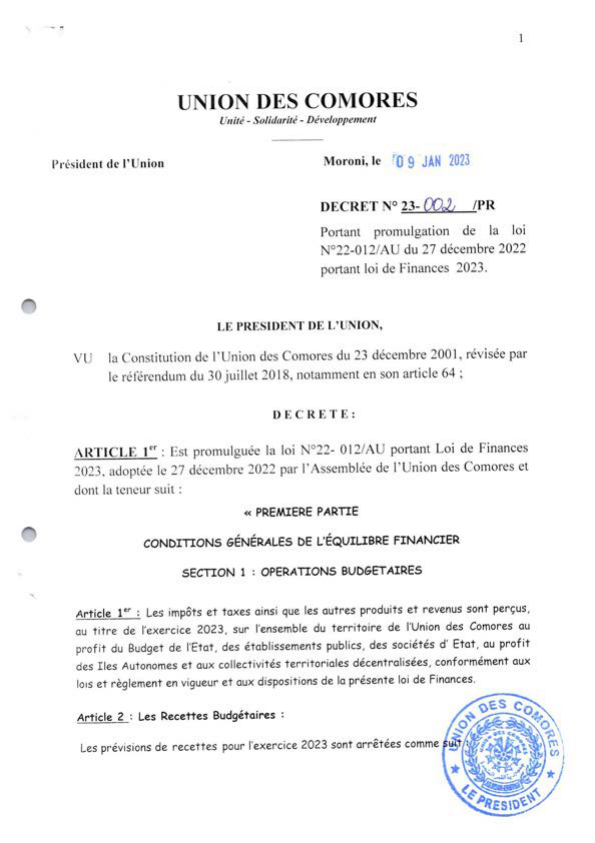 1
UNION DES COMORES
Unité - Solidarité - Développement
Président de l'Union
Moroni, le 09 JAN 2023
DECRET N° 23-002 /PR
Portant promulgation de la loi
N°22-012/AU du 27 décembre 2022
portant loi de Finances 2023.
LE PRESIDENT DE L'UNION,
VU la Constitution de l'Union des Comores du 23 décembre 2001, révisée par
le référendum du 30 juillet 2018, notamment en son article 64 ;
DECRETE :
ARTICLE 1er : Est promulguée la loi N°22- 012/AU portant Loi de Finances
2023, adoptée le 27 décembre 2022 par l'Assemblée de l'Union des Comores et
dont la teneur suit :
« PREMIERE PARTIE
CONDITIONS GÉNÉRALES DE L'ÉQUILIBRE FINANCIER
SECTION 1 : OPERATIONS BUDGETAIRES
Article 1er : Les impôts et taxes ainsi que les autres produits et revenus sont perçus,
au titre de l'exercice 2023, sur l'ensemble du territoire de l'Union des Comores au
profit du Budget de l'Etat, des établissements publics, des sociétés d' Etat, au profit
des Iles Autonomes et aux collectivités territoriales décentralisées, conformément aux
lois et règlement en vigueur et aux dispositions de la présente loi de Finances.
Article 2 : Les Recettes Budgétaires :
Les prévisions de recettes pour l'exercice 2023 sont arrêtées comme suit :
UNION DES COMORES
LE PRESIDENT